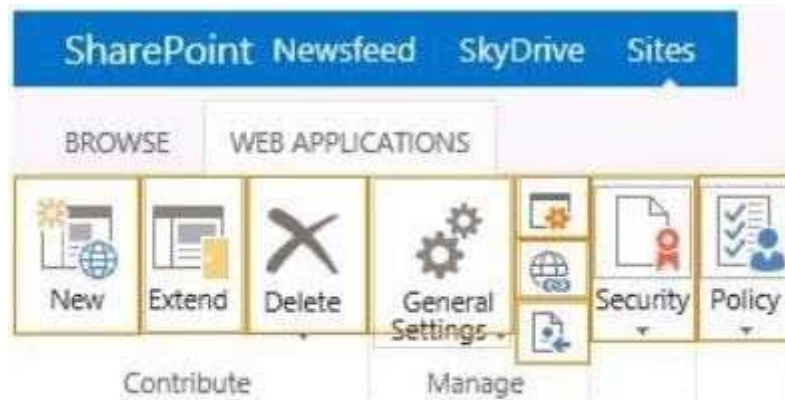 SharePoint Newsfeed SkyDrive Sites
BROWSE WEB APPLICATIONS
New Extend Delete General Settings Security Policy
Contribute Manage